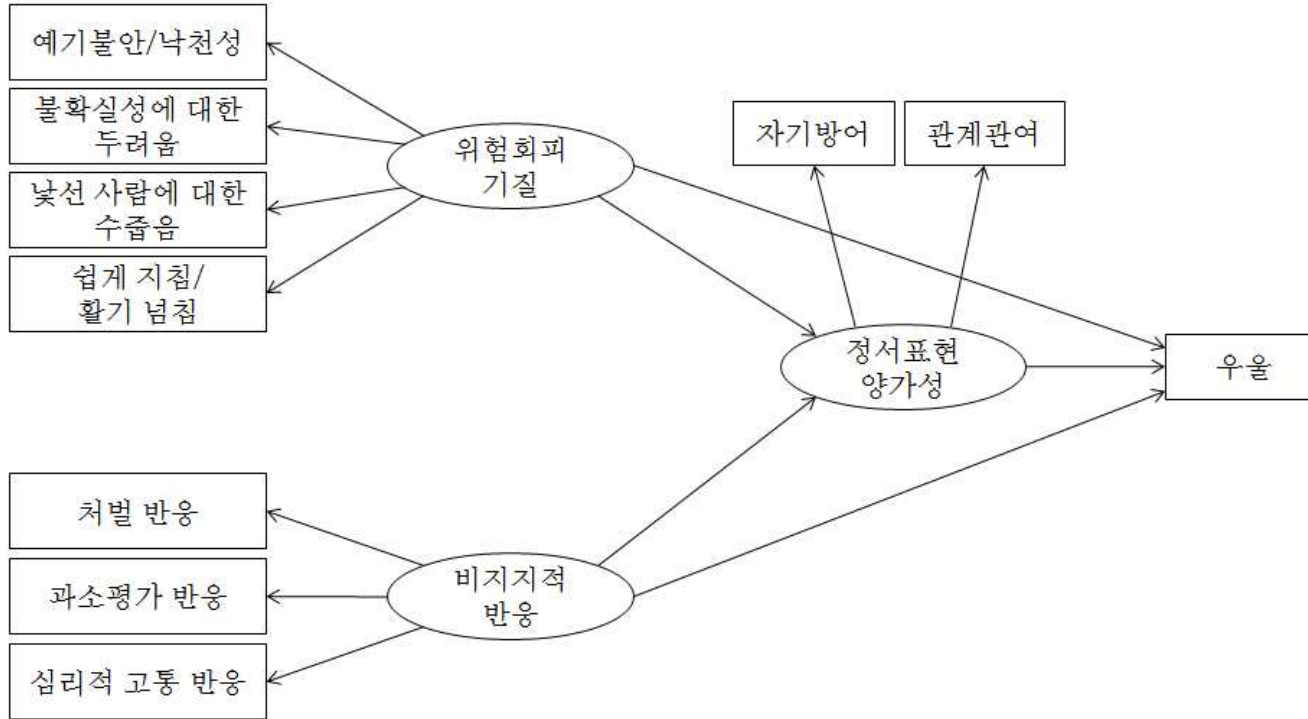 예기불안/낙천성
불확실성에 대한
두려움
낯선 사람에 대한
수줍음
쉽게 지침/
활기 넘침
위험회피
기질
자기방어
관계관여
정서표현
양가성
우울
처벌 반응
과소평가 반응
심리적 고통 반응
비지지적
반응